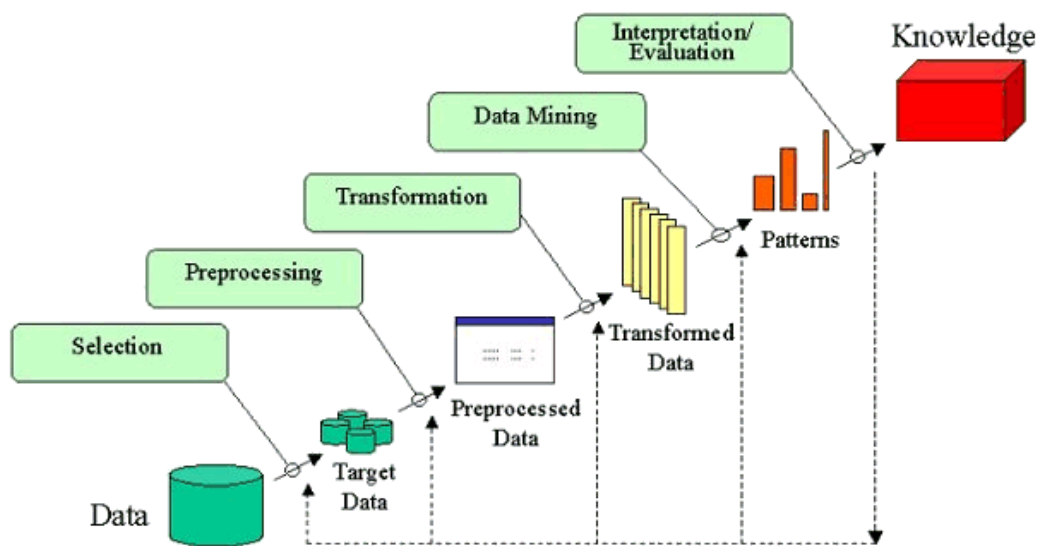 Interpretation/
Evaluation
Knowledge
Data Mining
Transformation
Patterns
Preprocessing
Transformed
Data
Selection
Preprocessed
Data
Target
Data
Data